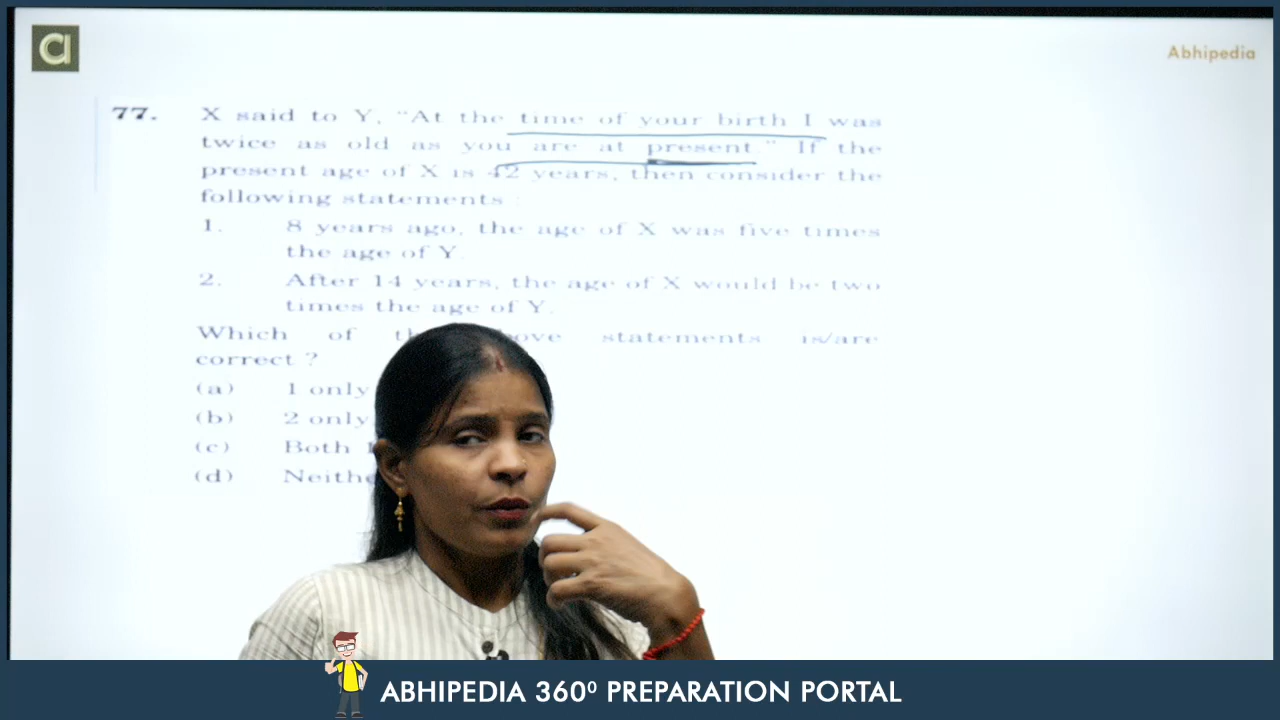 Abhipedia
77. X said to Y, "At the time of your birth I was
twice as old as you are at present." If the
present age of X is 42 years, then consider the
following statements :
1. 8 years ago, the age of X was five times
the age of Y.
2. After 14 years, the age of X would be two
times the age of Y.
Which of statements is/are
correct ?
(a) 1 only
(b) 2 only
(c) Both
(d)
ABHIPEDIA 360⁰ PREPARATION PORTAL